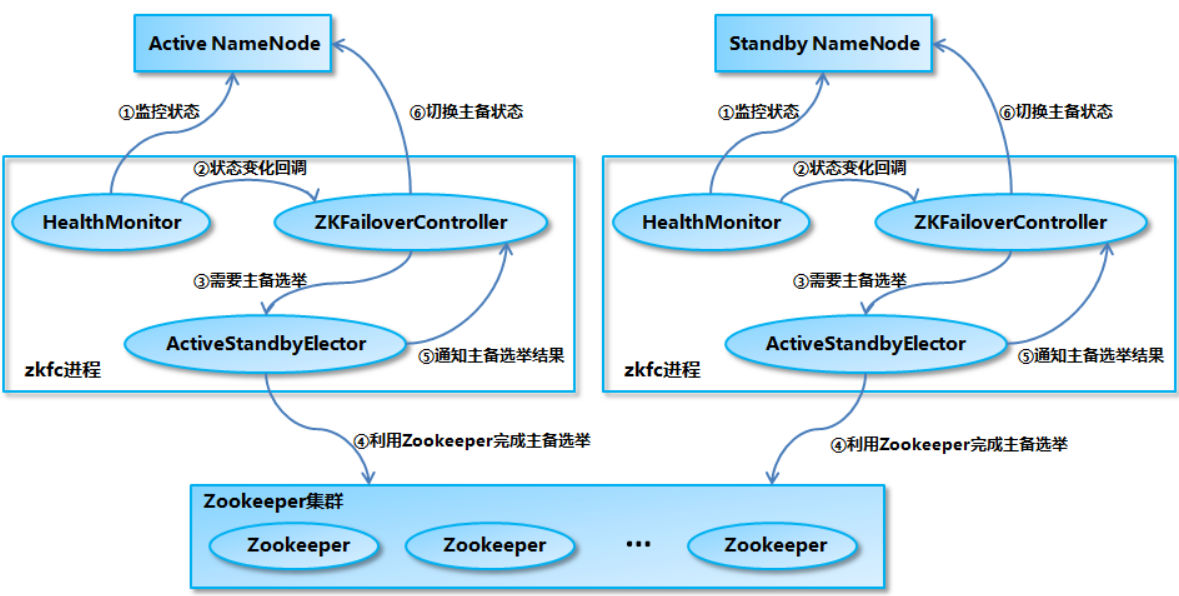 Active NameNode
Standby NameNode
①监控状态
⑥切换主备状态
①监控状态
⑥切换主备状态
②状态变化回调
②状态变化回调
HealthMonitor
ZKFailoverController
HealthMonitor
ZKFailoverController
③需要主备选举
③需要主备选举
ActiveStandbyElector
ActiveStandbyElector
⑤通知主备选举结果
⑤通知主备选举结果
zkfc进程
zkfc进程
④利用Zookeeper完成主备选举
④利用Zookeeper完成主备选举
Zookeeper集群
Zookeeper
Zookeeper
•••
Zookeeper